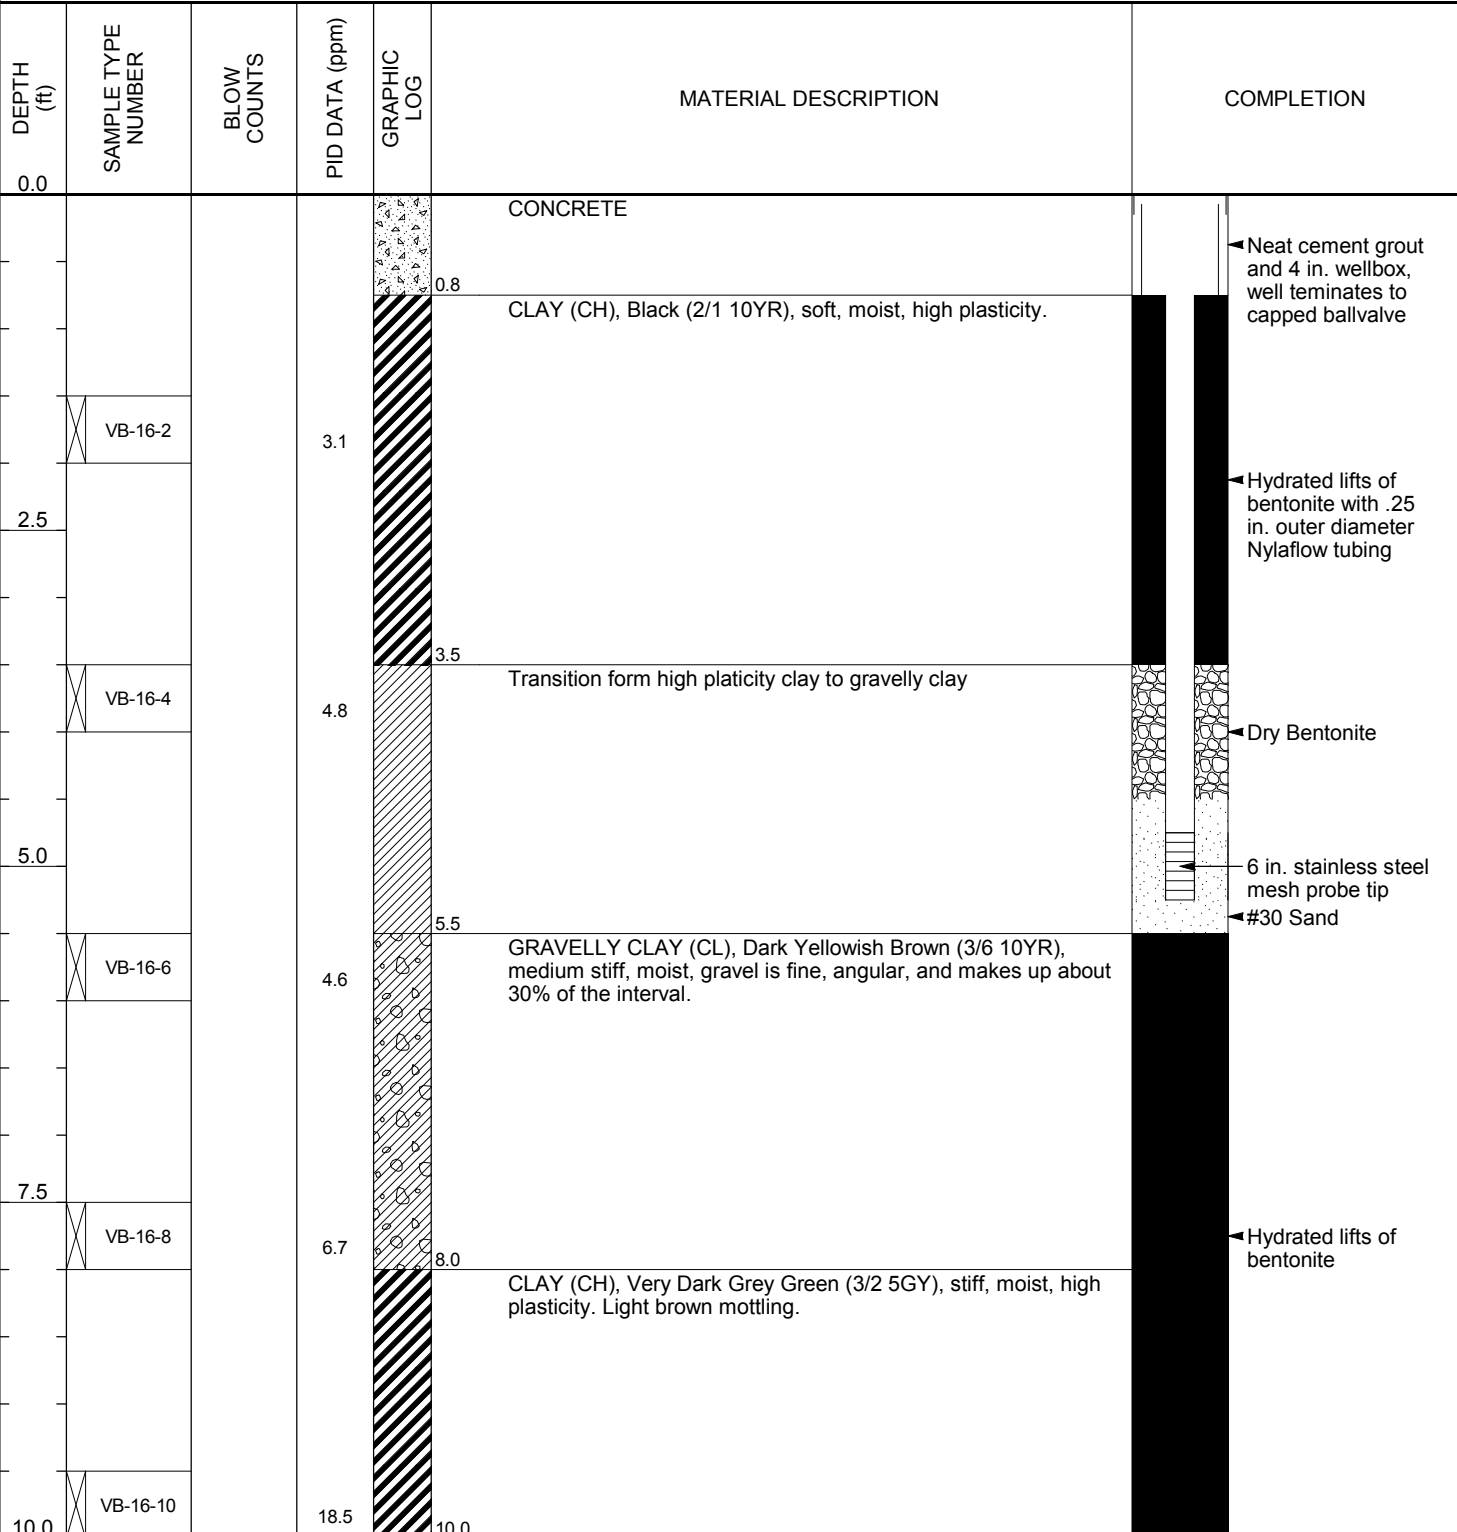 DEPTH
(ft)
SAMPLE TYPE
NUMBER
BLOW
COUNTS
PID DATA (ppm)
GRAPHIC
LOG
MATERIAL DESCRIPTION
COMPLETION
0.0
CONCRETE
Neat cement grout
and 4 in. wellbox,
well teminates to
capped ballvalve
0.8
CLAY (CH), Black (2/1 10YR), soft, moist, high plasticity.
VB-16-2
3.1
Hydrated lifts of
bentonite with .25
in. outer diameter
Nylaflow tubing
2.5
3.5
Transition form high platicity clay to gravelly clay
VB-16-4
4.8
Dry Bentonite
5.0
6 in. stainless steel
mesh probe tip
#30 Sand
5.5
GRAVELLY CLAY (CL), Dark Yellowish Brown (3/6 10YR),
medium stiff, moist, gravel is fine, angular, and makes up about
30% of the interval.
VB-16-6
4.6
7.5
VB-16-8
6.7
Hydrated lifts of
bentonite
8.0
CLAY (CH), Very Dark Grey Green (3/2 5GY), stiff, moist, high
plasticity. Light brown mottling.
VB-16-10
18.5
10.0
10.0